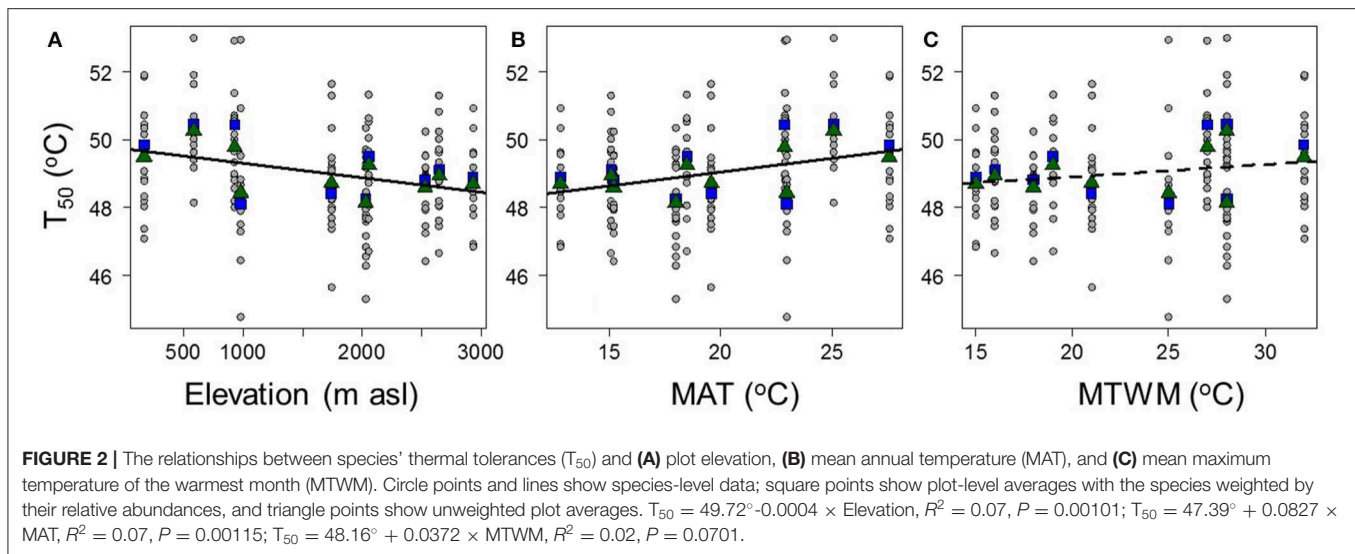 A
B
C
52
50
48
46
T50 (°C)
500 1000 2000 3000
15 20 25
15 20 25 30
Elevation (m asl)
MAT (°C)
MTWM (°C)
FIGURE 2 | The relationships between species' thermal tolerances (T50) and (A) plot elevation, (B) mean annual temperature (MAT), and (C) mean maximum
temperature of the warmest month (MTWM). Circle points and lines show species-level data; square points show plot-level averages with the species weighted by
their relative abundances, and triangle points show unweighted plot averages. T50 = 49.72°-0.0004 × Elevation, R² = 0.07, P = 0.00101; T50 = 47.39° + 0.0827 ×
MAT, R² = 0.07, P = 0.00115; T50 = 48.16° + 0.0372 × MTWM, R² = 0.02, P = 0.0701.